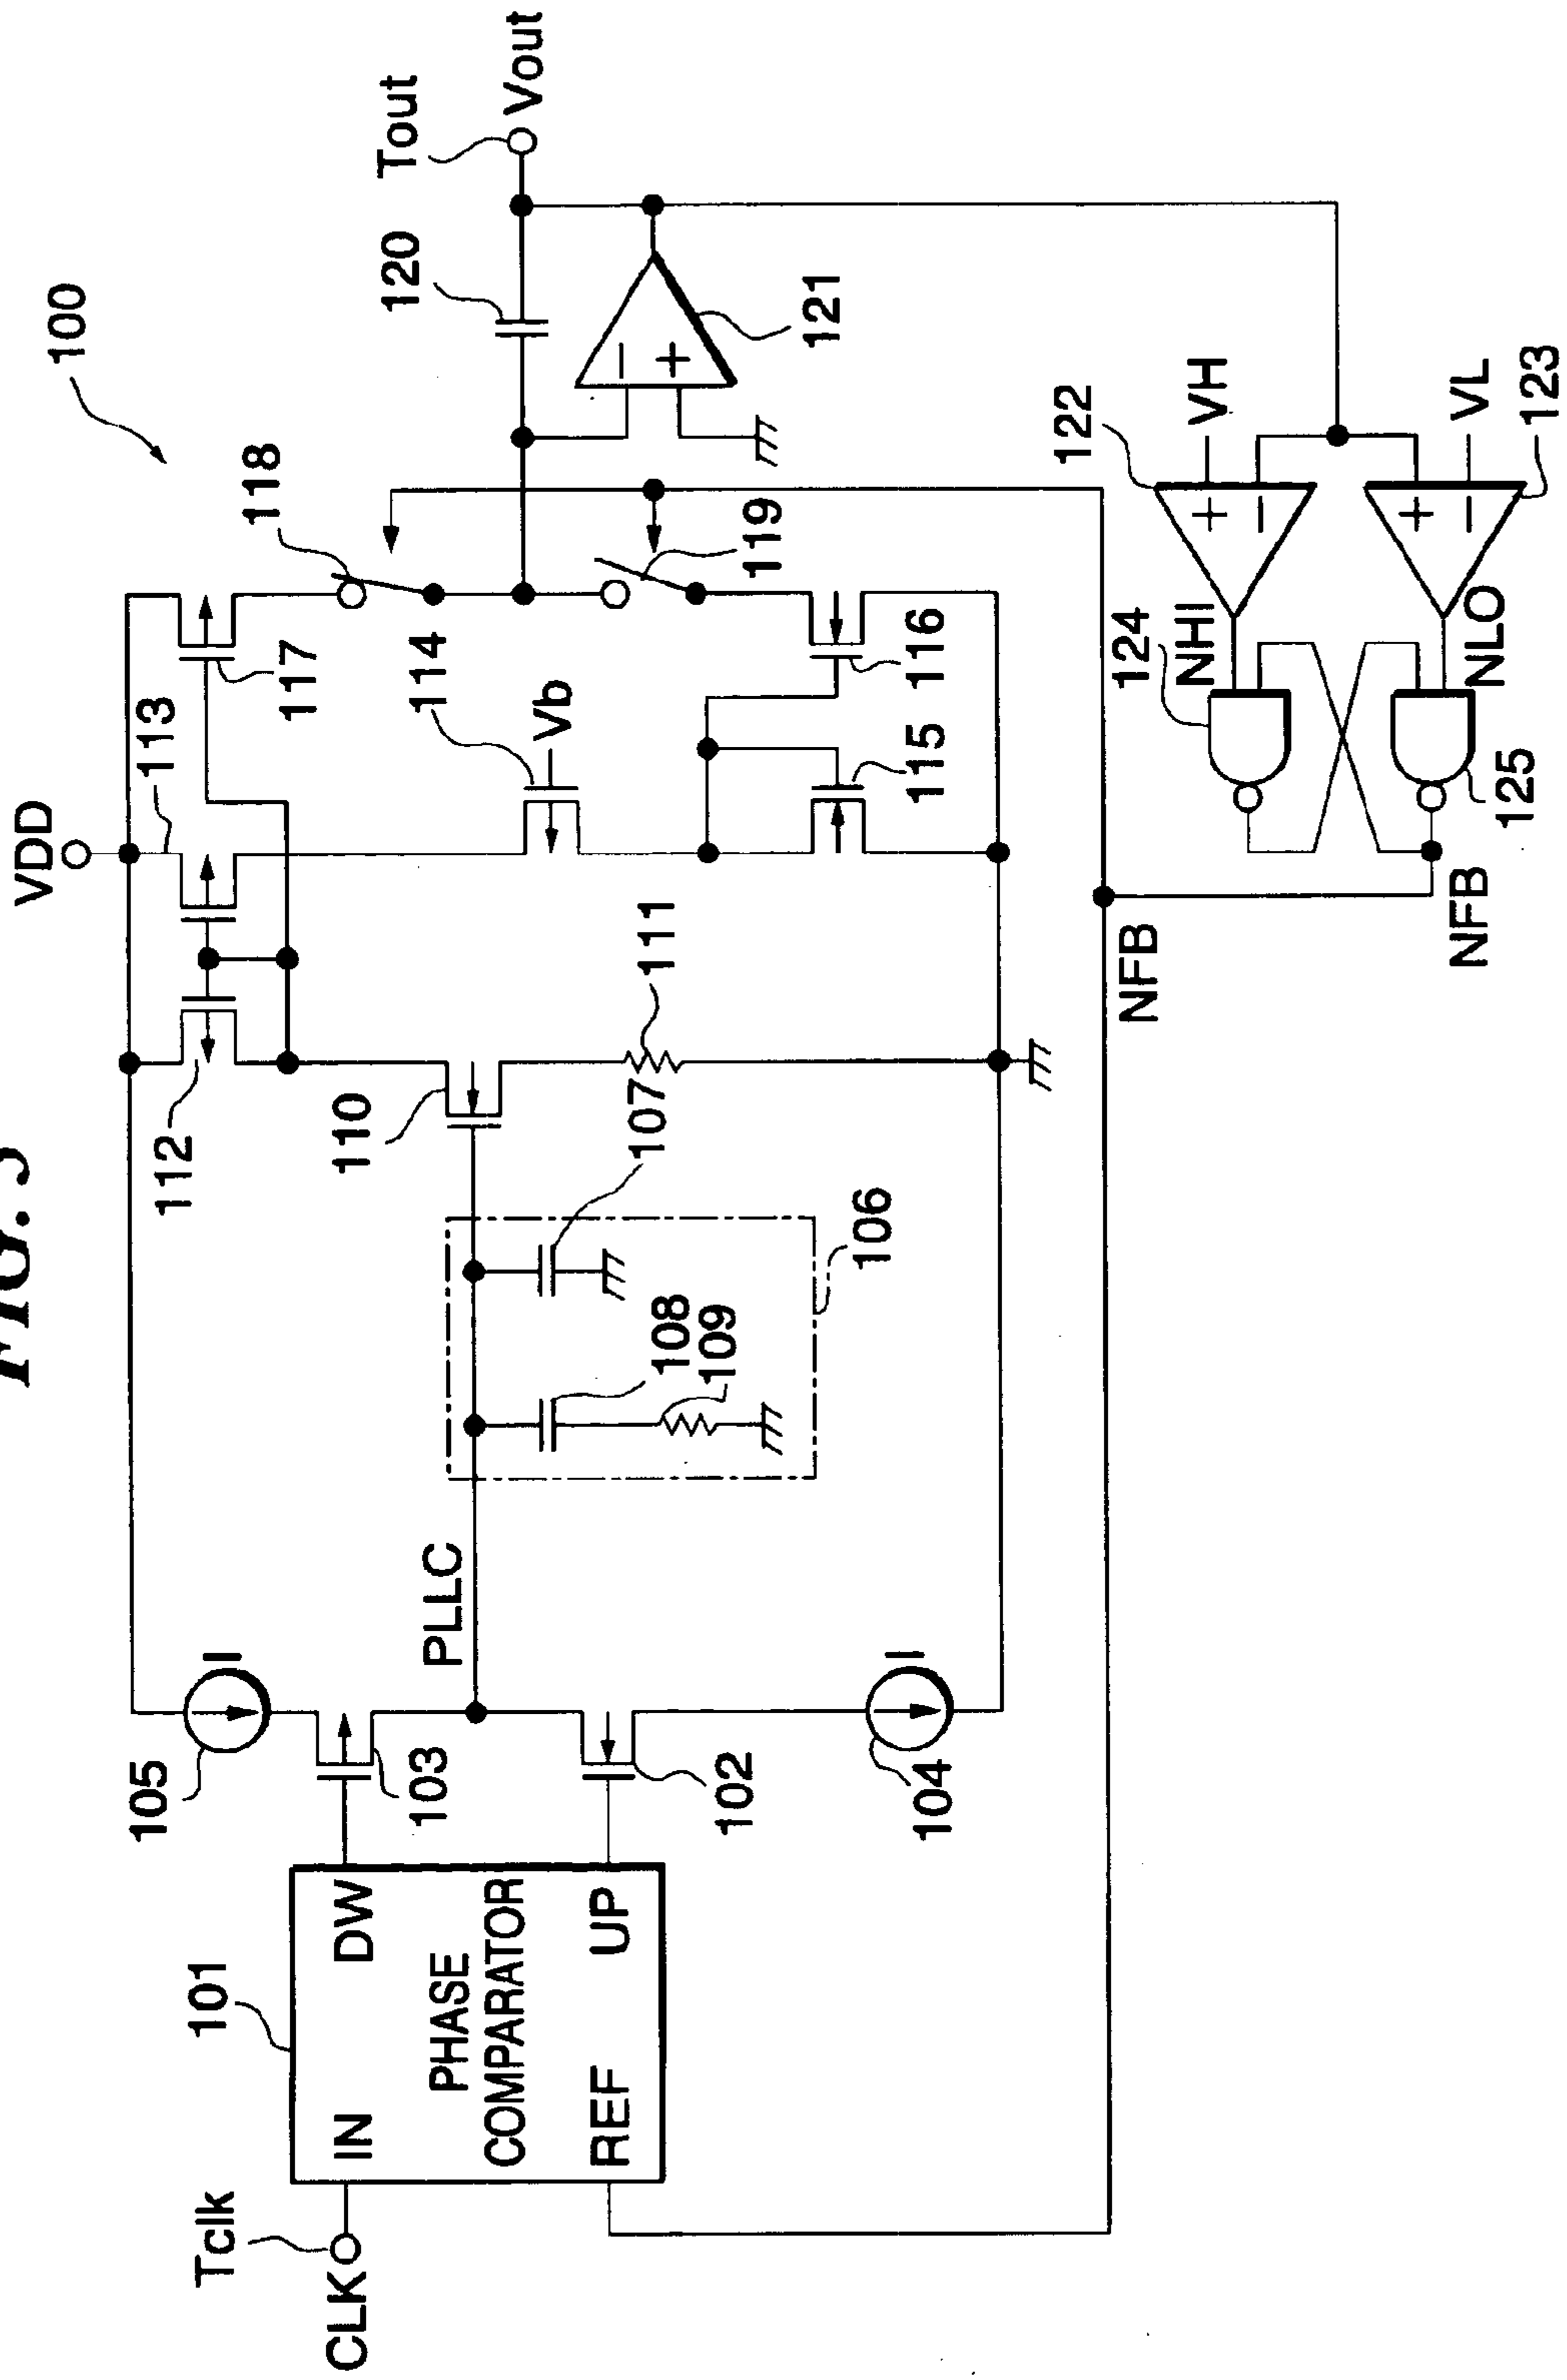 FIG. 3
100
VDD
Tout
Vout
120
121
118
119
117
113
114
Vb
116
115
112
110
111
107
106
108
109
PLLC
105
I
103
102
104
I
101
DW
IN
PHASE
COMPARATOR
REF
UP
Tclk
CLK
122
VH
VL
123
+
−
+
−
+
−
NHI
124
NLO
125
NFB
NFB